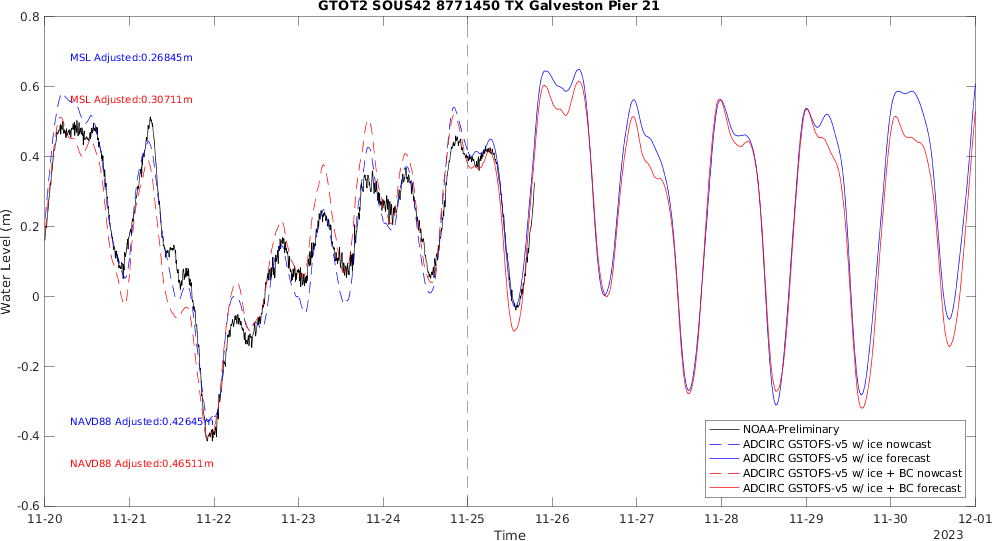 GTOT2 SOUS42 8771450 TX Galveston Pier 21
0.8
0.6
0.4
0.2
0
-0.2
-0.4
-0.6
Water Level (m)
MSL Adjusted:0.26845m
MSL Adjusted:0.30711m
NAVD88 Adjusted:0.42645m
NAVD88 Adjusted:0.46511m
NOAA-Preliminary
ADCIRC GSTOFS-v5 w/ ice nowcast
ADCIRC GSTOFS-v5 w/ ice forecast
ADCIRC GSTOFS-v5 w/ ice + BC nowcast
ADCIRC GSTOFS-v5 w/ ice + BC forecast
11-20 11-21 11-22 11-23 11-24 11-25 11-26 11-27 11-28 11-29 11-30 12-01
Time
2023